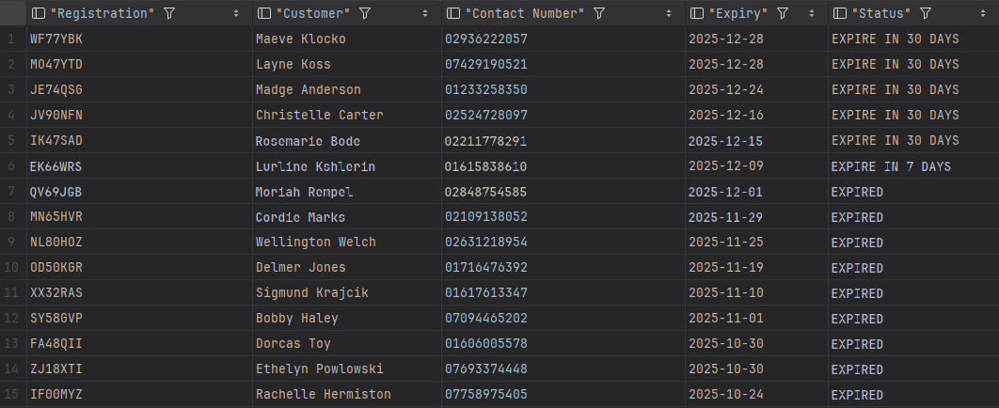 "Registration" "Customer" "Contact Number" "Expiry" "Status"
1 WF77YBK Maeve Klocko 02936222057 2025-12-28 EXPIRE IN 30 DAYS
2 MO47YTD Layne Koss 07429190521 2025-12-28 EXPIRE IN 30 DAYS
3 JE74QSG Madge Anderson 01233258350 2025-12-24 EXPIRE IN 30 DAYS
4 JV90NFN Christelle Carter 02524728097 2025-12-16 EXPIRE IN 30 DAYS
5 IK47SAD Rosemarie Bode 02211778291 2025-12-15 EXPIRE IN 30 DAYS
6 EK66WRS Lurline Kshlerin 01615838610 2025-12-09 EXPIRE IN 7 DAYS
7 QV69JGB Moriah Rempel 02848754585 2025-12-01 EXPIRED
8 MN65HVR Cordie Marks 02109138052 2025-11-29 EXPIRED
9 NL80HOZ Wellington Welch 02631218954 2025-11-25 EXPIRED
10 OD50KGR Delmer Jones 01716476392 2025-11-19 EXPIRED
11 XX32RAS Sigmund Krajcik 01617613347 2025-11-10 EXPIRED
12 SY58GVP Bobby Haley 07094465202 2025-11-01 EXPIRED
13 FA48QII Dorcas Toy 01606005578 2025-10-30 EXPIRED
14 ZJ18XTI Ethelyn Powlowski 07693374448 2025-10-30 EXPIRED
15 IF00MYZ Rachelle Hermiston 07758975405 2025-10-24 EXPIRED